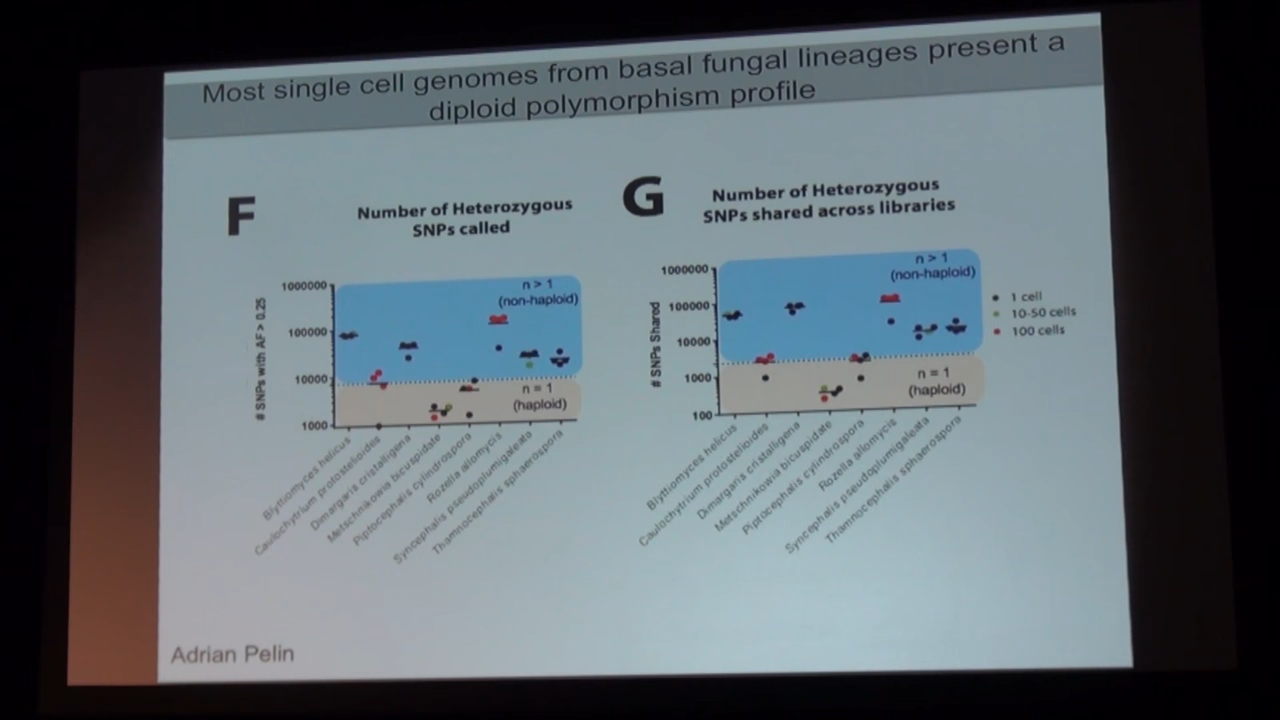 Most single cell genomes from basal fungal lineages present a
diploid polymorphism profile
F
Number of Heterozygous
SNPs called
# SNPs with AF > 0.25
1000000
100000
10000
1000
n > 1
(non-haploid)
n = 1
(haploid)
Blyttiomyces helicus
Caulochytrium protostelioides
Dimargaris cristalligena
Metschnikowia bicuspidate
Piptocephalis cylindrospora
Rozella allomycis
Syncephalis pseudoplumigaleata
Thamnocephalis sphaerospora
G
Number of Heterozygous
SNPs shared across libraries
# SNPs Shared
1000000
100000
10000
1000
100
n > 1
(non-haploid)
n = 1
(haploid)
1 cell
10-50 cells
100 cells
Blyttiomyces helicus
Caulochytrium protostelioides
Dimargaris cristalligena
Metschnikowia bicuspidate
Piptocephalis cylindrospora
Rozella allomycis
Syncephalis pseudoplumigaleata
Thamnocephalis sphaerospora
Adrian Pelin